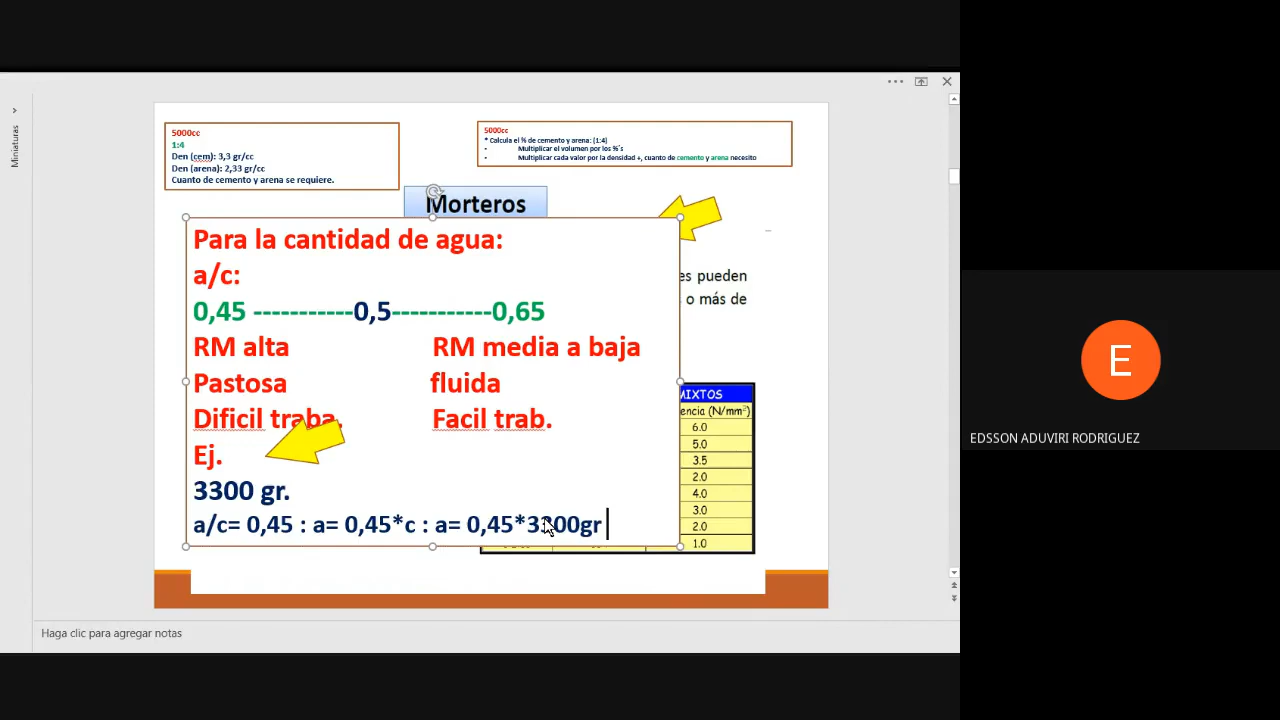 Miniaturas
5000cc
1:4
Den (cem): 3,3 gr/cc
Den (arena): 2,33 gr/cc
Cuanto de cemento y arena se requiere.
5000cc
* Calcula el % de cemento y arena: (1:4)
- Multiplicar el volumen por los %´s
- Multiplicar cada valor por la densidad +, cuanto de cemento y arena necesito
Morteros
Para la cantidad de agua:
a/c:
0,45 -----------0,5-----------0,65
RM alta RM media a baja
Pastosa fluida
Dificil traba. Facil trab.
Ej.
3300 gr.
a/c= 0,45 : a= 0,45*c : a= 0,45*3300gr
es pueden
s o más de
MIXTOS
encia (N/mm²)
6.0
5.0
3.5
2.0
4.0
3.0
2.0
1.0
Haga clic para agregar notas
E
EDSSON ADUVIRI RODRIGUEZ